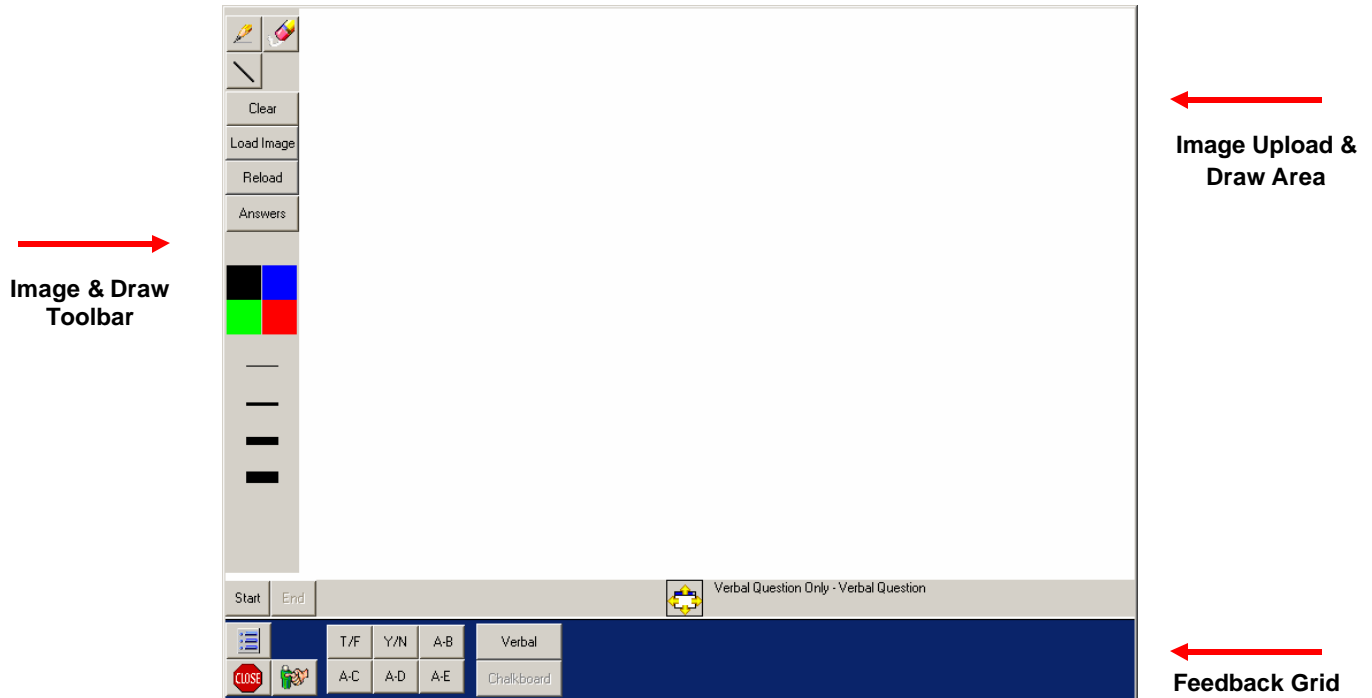 Clear
Load Image
Reload
Answers
Image Upload &
Draw Area
Image & Draw
Toolbar
Start End
Verbal Question Only - Verbal Question
T/F Y/N A-B Verbal
CLOSE A-C A-D A-E Chalkboard
Feedback Grid